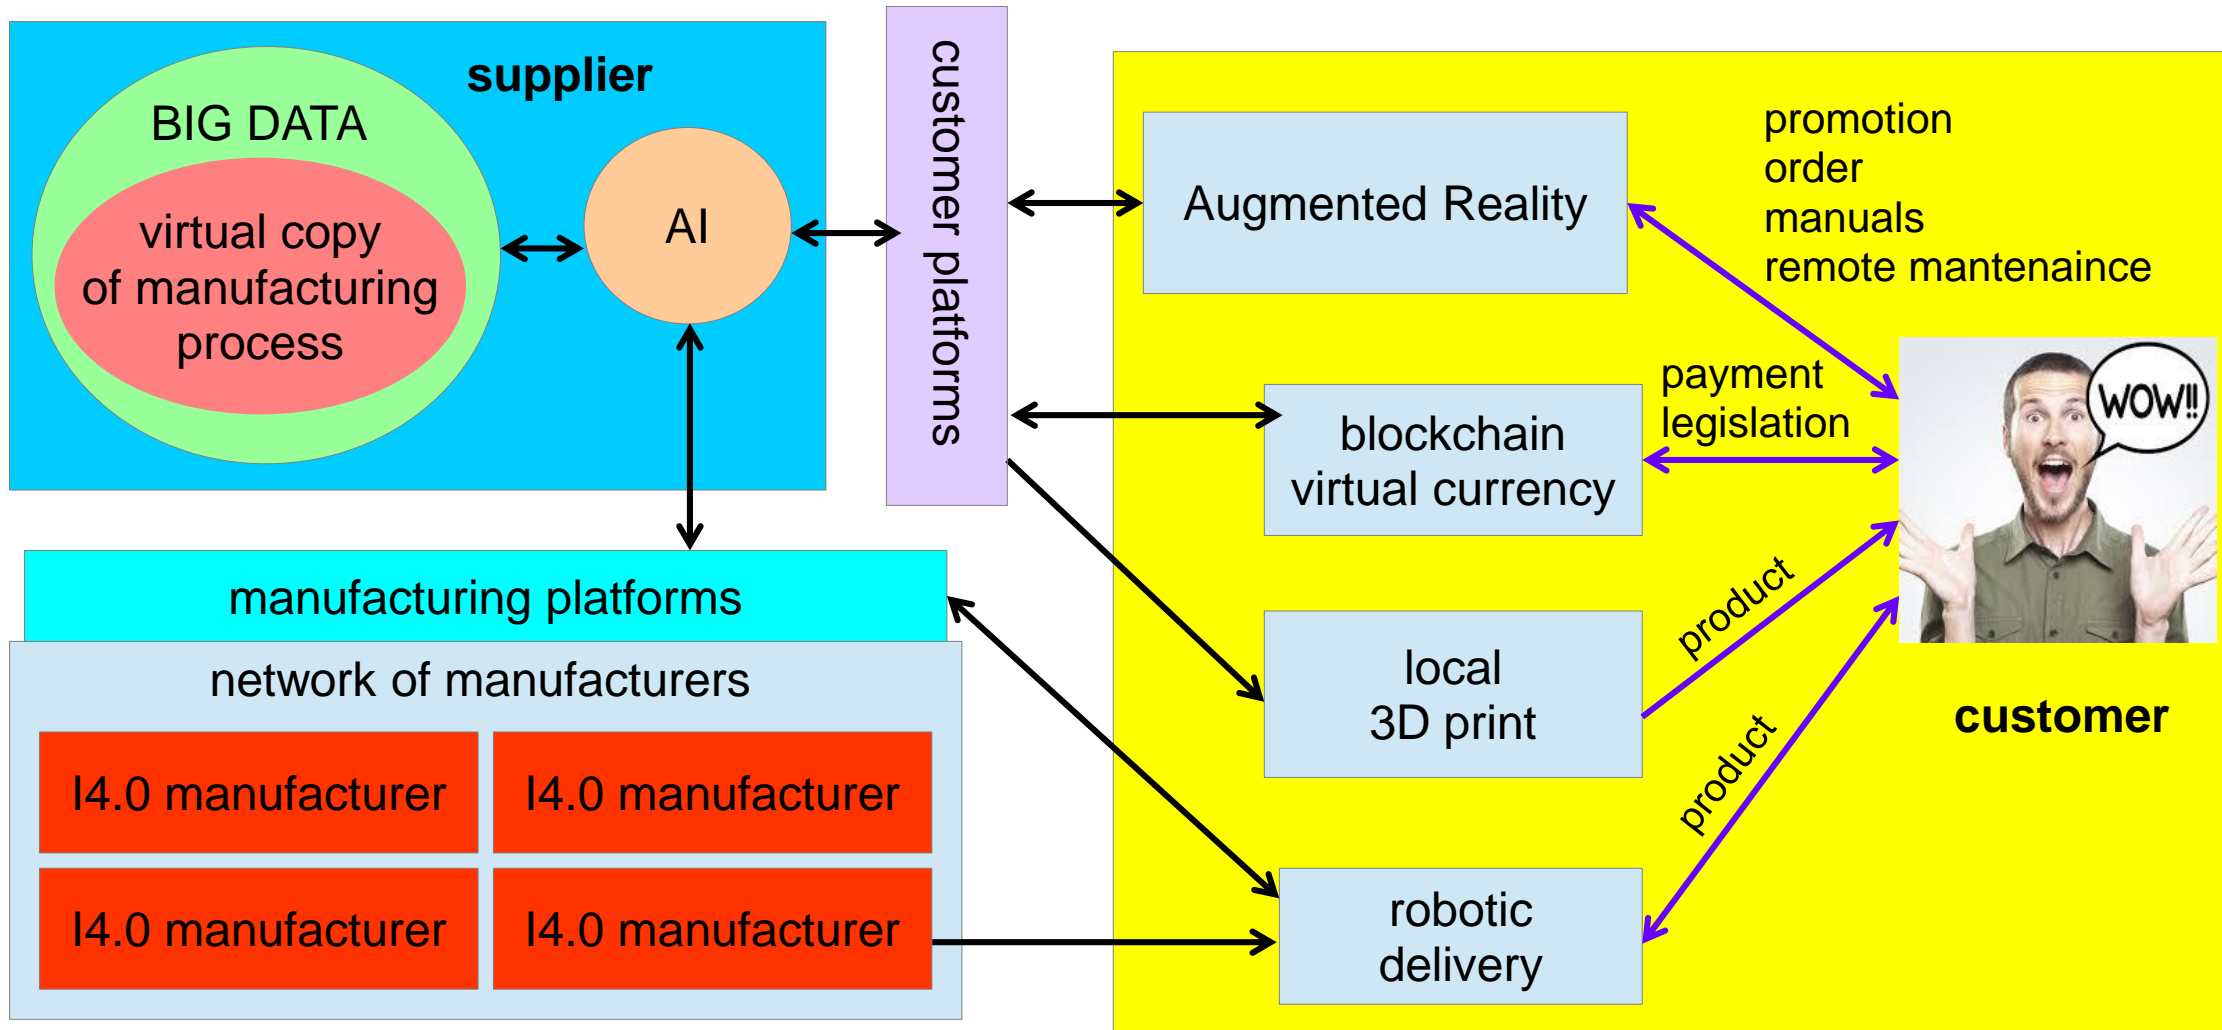 supplier
BIG DATA
virtual copy
of manufacturing
process
AI
customer platforms
Augmented Reality
promotion
order
manuals
remote mantenaince
payment
legislation
blockchain
virtual currency
WOW!!
manufacturing platforms
network of manufacturers
I4.0 manufacturer
I4.0 manufacturer
I4.0 manufacturer
I4.0 manufacturer
local
3D print
product
customer
product
robotic
delivery